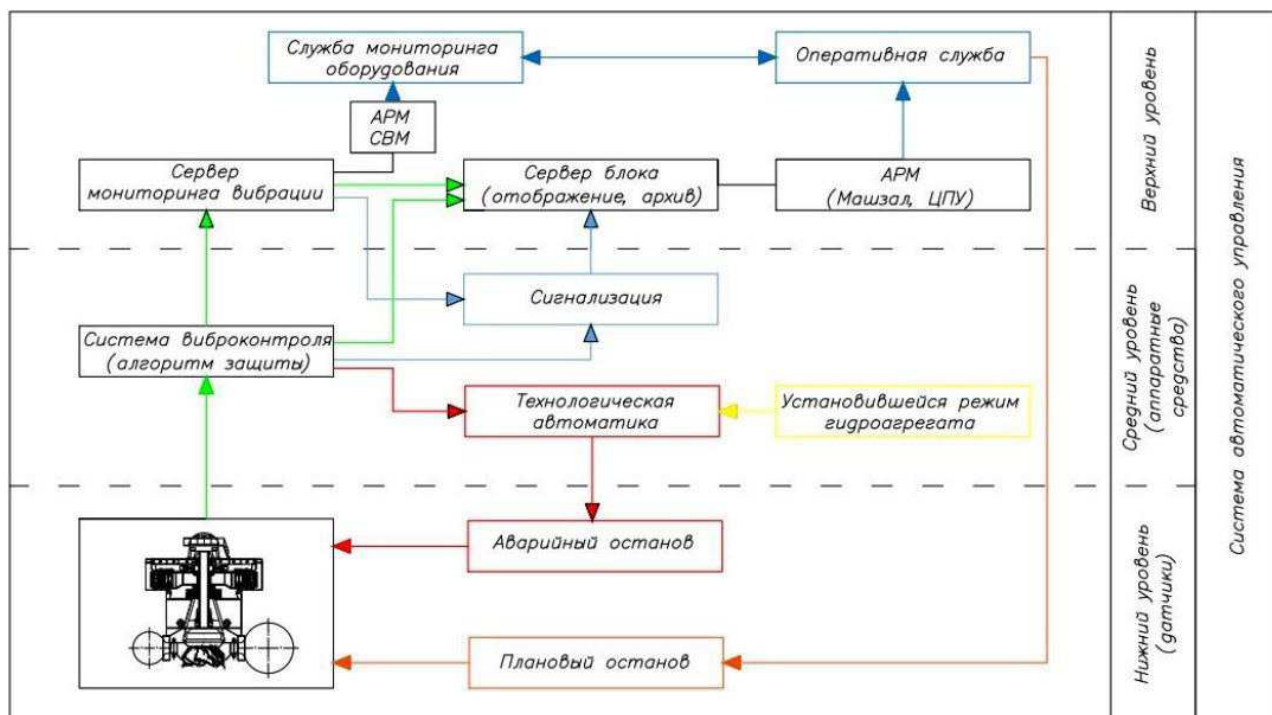 Служба мониторинга
оборудования
Оперативная служба
АРМ
СВМ
Сервер
мониторинга вибрации
Сервер блока
(отображение, архив)
АРМ
(Машзал, ЦПУ)
Верхний уровень
Сигнализация
Система виброконтроля
(алгоритм защиты)
Технологическая
автоматика
Установившейся режим
гидроагрегата
Средний уровень
(аппаратные
средства)
Аварийный останов
Плановый останов
Нижний уровень
(датчики)
Система автоматического управления